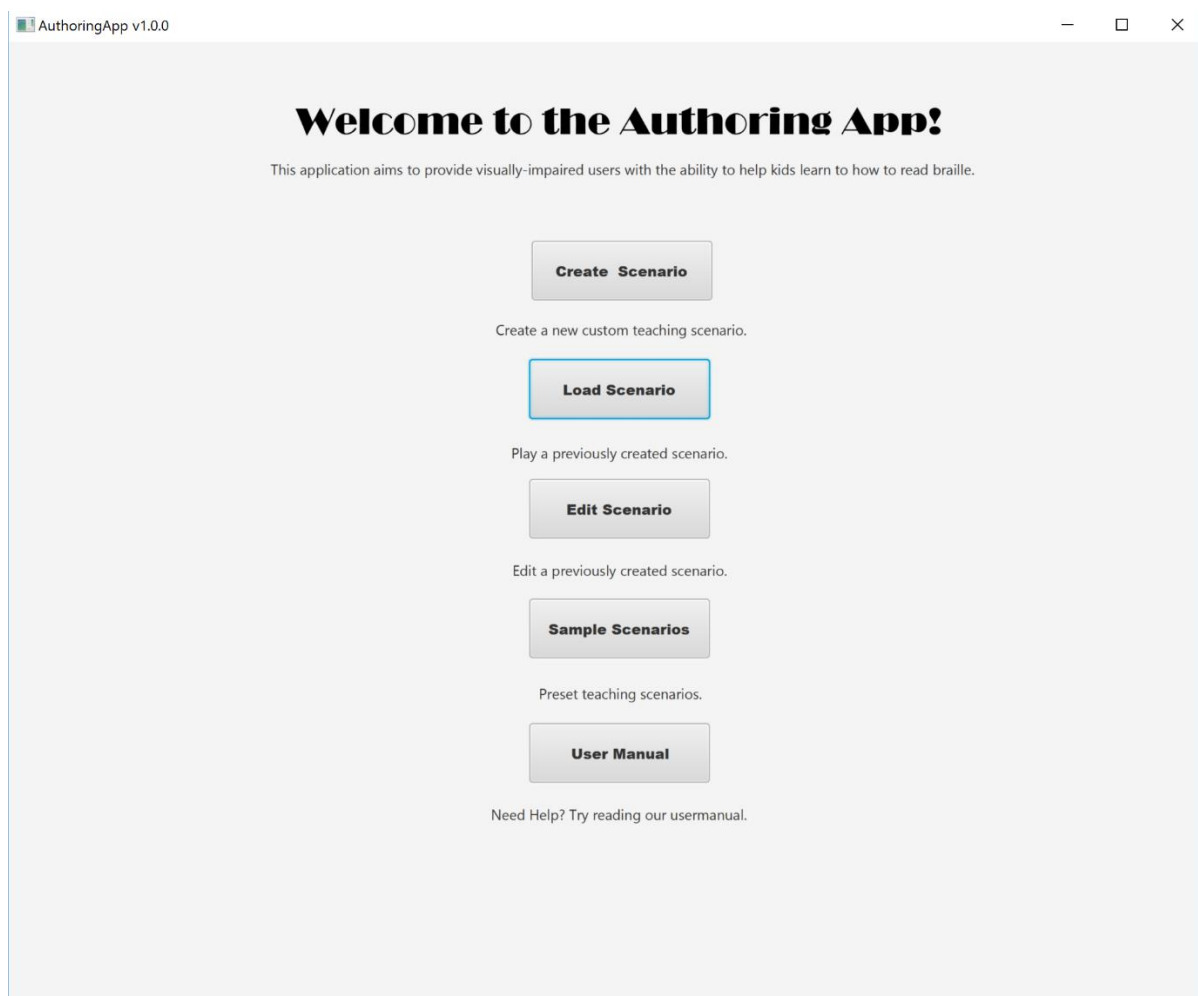 AuthoringApp v1.0.0
Welcome to the Authoring App!
This application aims to provide visually-impaired users with the ability to help kids learn to how to read braille.
Create  Scenario
Create a new custom teaching scenario.
Load Scenario
Play a previously created scenario.
Edit Scenario
Edit a previously created scenario.
Sample Scenarios
Preset teaching scenarios.
User Manual
Need Help? Try reading our usermanual.